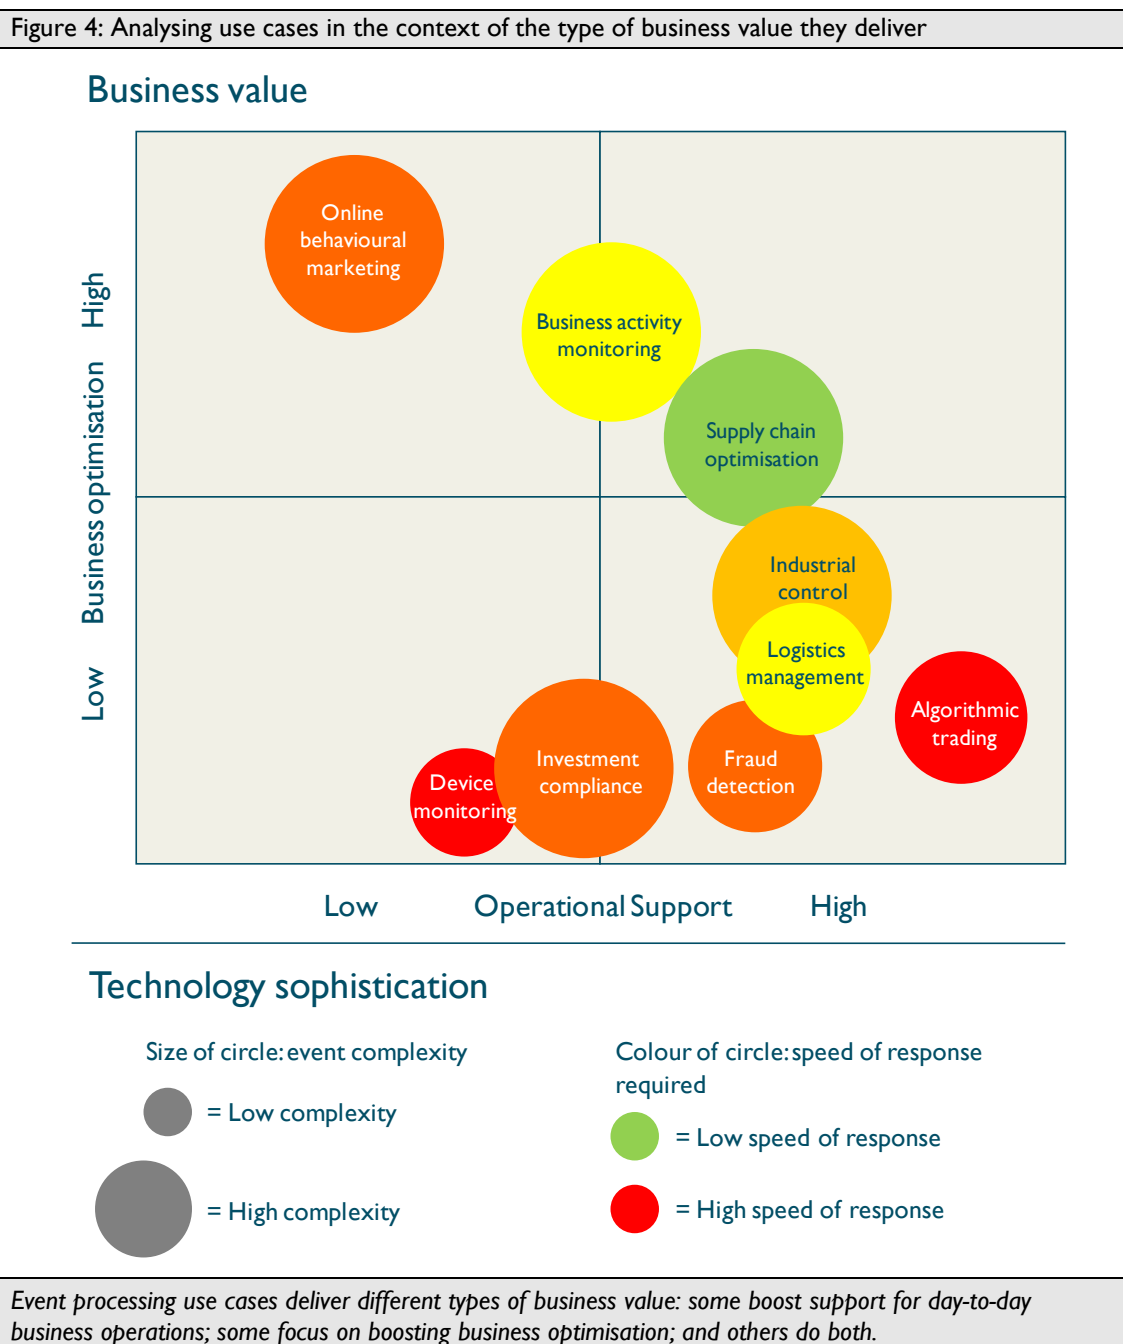 Figure 4: Analysing use cases in the context of the type of business value they deliver
Business value
Online
behavioural
marketing
Business activity
monitoring
Supply chain
optimisation
Industrial
control
Logistics
management
Algorithmic
trading
Investment
compliance
Fraud
detection
Device
monitoring
Low Business optimisation High
Low Operational Support High
Technology sophistication
Size of circle: event complexity
= Low complexity
= High complexity
Colour of circle: speed of response
required
= Low speed of response
= High speed of response
Event processing use cases deliver different types of business value: some boost support for day-to-day
business operations; some focus on boosting business optimisation; and others do both.